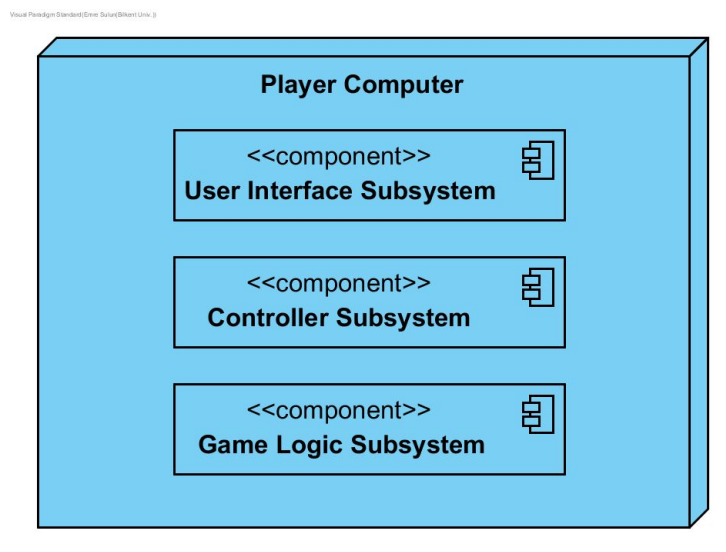 Visual Paradigm Standard(Emre Sulun(Bilkent Univ. ))
Player Computer
<<component>>
User Interface Subsystem
<<component>>
Controller Subsystem
<<component>>
Game Logic Subsystem